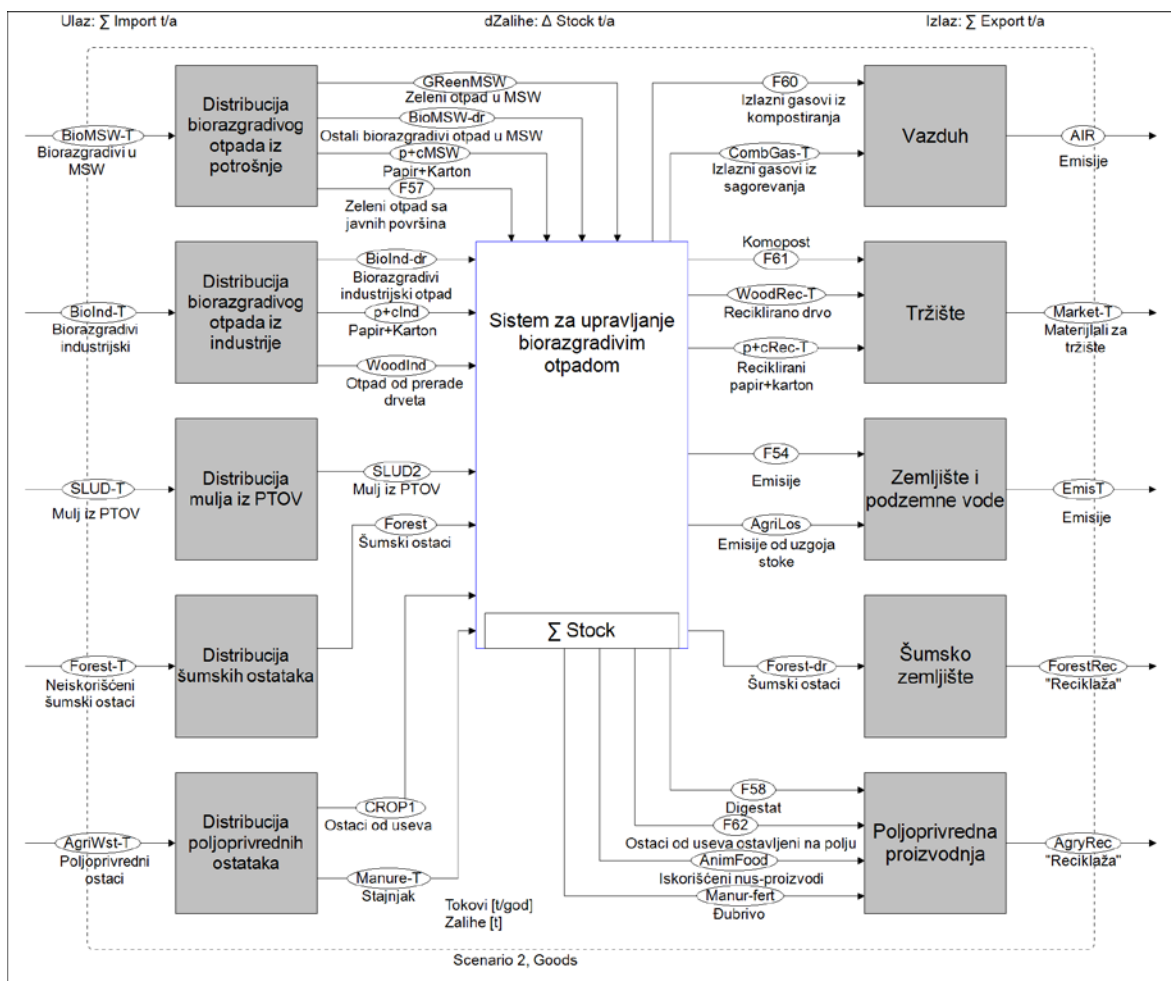 Ulaz: ∑ Import t/a
dZalihe: Δ Stock t/a
Izlaz: ∑ Export t/a
BioMSW-T
Biorazgradivi u
MSW
Distribucija
biorazgradivog
otpada iz
potrošnje
GReenMSW
Zeleni otpad u MSW
BioMSW-dr
Ostali biorazgradivi otpad u MSW
p+cMSW
Papir+Karton
F57
Zeleni otpad sa
javnih površina
F60
Izlazni gasovi iz
kompostiranja
CombGas-T
Izlazni gasovi iz
sagorevanja
Vazduh
AIR
Emisije
BioInd-T
Biorazgradivi
industrijski
Distribucija
biorazgradivog
otpada iz
industrije
BioInd-dr
Biorazgradivi
industrijski otpad
p+cInd
Papir+Karton
WoodInd
Otpad od prerade
drveta
Sistem za upravljanje
biorazgradivim
otpadom
Komopost
F61
WoodRec-T
Reciklirano drvo
p+cRec-T
Reciklirani
papir+karton
Tržište
Market-T
Materijlali za
tržište
SLUD-T
Mulj iz PTOV
Distribucija
mulja iz PTOV
SLUD2
Mulj iz PTOV
Forest
Šumski ostaci
F54
Emisije
AgriLos
Emisije od uzgoja
stoke
Zemljište i
podzemne vode
EmisT
Emisije
Forest-T
Neiskorišćeni
šumski ostaci
Distribucija
šumskih ostataka
∑ Stock
Forest-dr
Šumski ostaci
Šumsko
zemljište
ForestRec
"Reciklaža"
AgriWst-T
Poljoprivredni
ostaci
Distribucija
poljoprivrednih
ostataka
CROP1
Ostaci od useva
Manure-T
Stajnjak
F58
Digestat
F62
Ostaci od useva ostavljeni na polju
AnimFood
Iskorišćeni nus-proizvodi
Manur-fert
Đubrivo
Poljoprivredna
proizvodnja
AgryRec
"Reciklaža"
Tokovi [t/god]
Zalihe [t]
Scenario 2, Goods